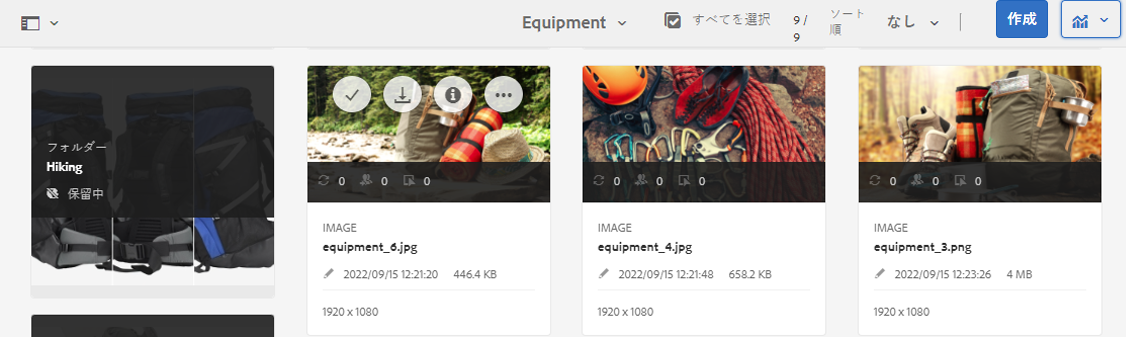 Equipment
すべてを選択
9 /
9
ソート
順
なし
作成
フォルダー
Hiking
保留中
0 0 0
IMAGE
equipment_6.jpg
2022/09/15 12:21:20 446.4 KB
1920 x 1080
0 0 0
IMAGE
equipment_4.jpg
2022/09/15 12:21:48 658.2 KB
1920 x 1080
0 0 0
IMAGE
equipment_3.png
2022/09/15 12:23:26 4 MB
1920 x 1080